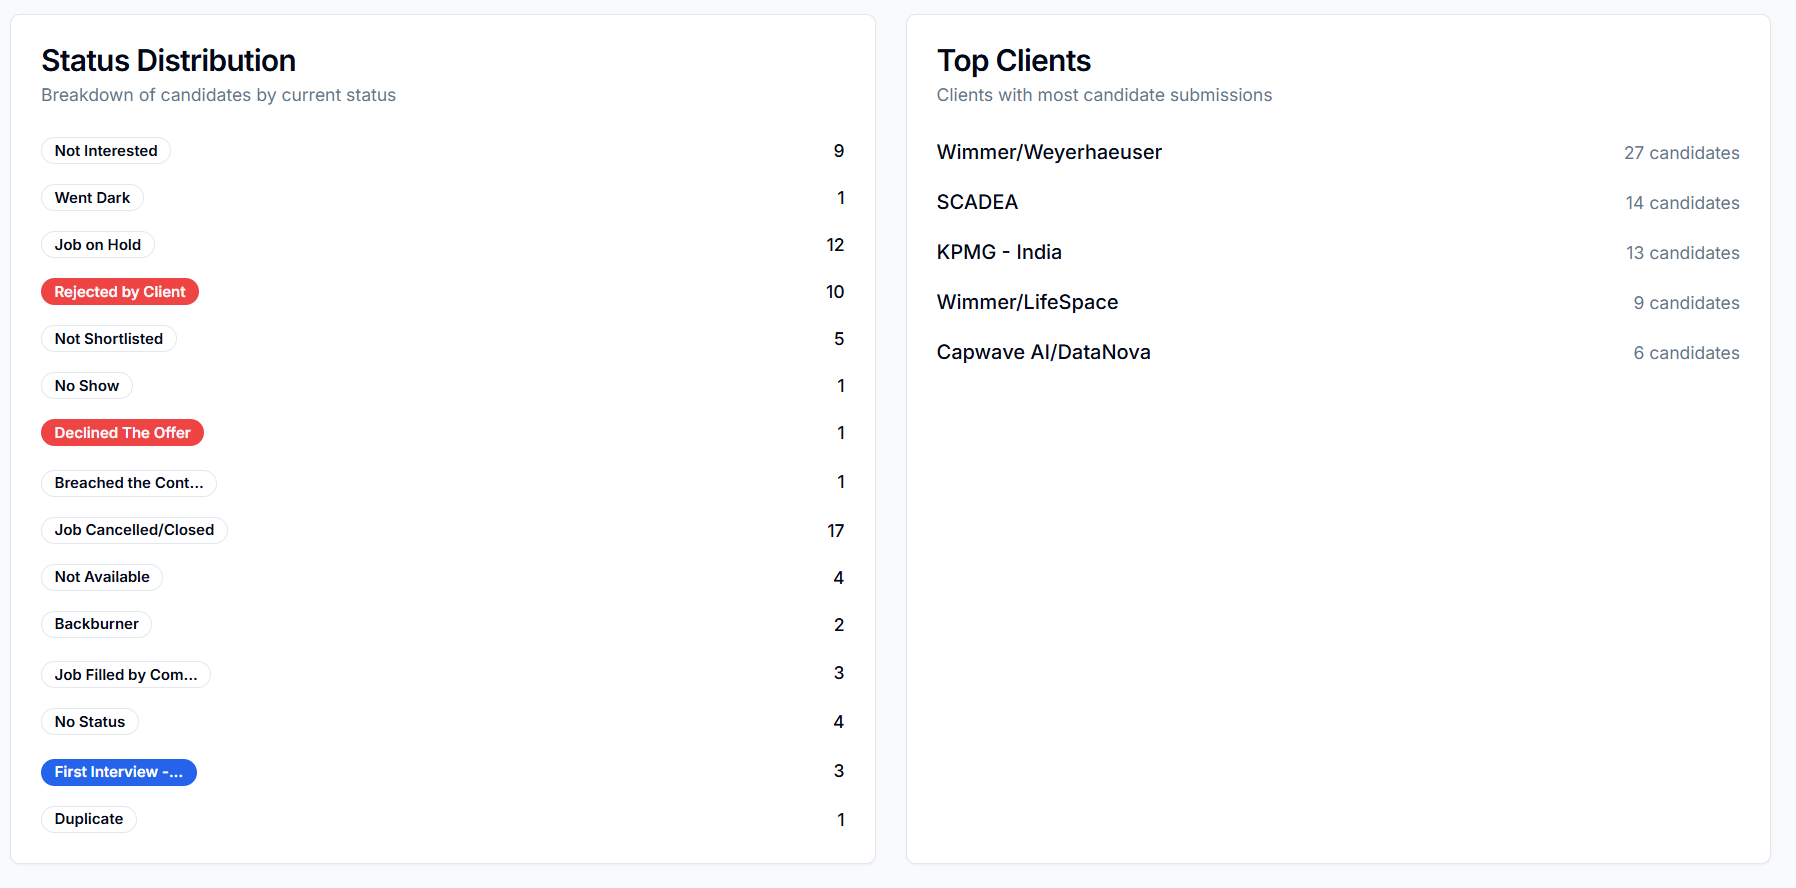 Status Distribution
Breakdown of candidates by current status
Not Interested 9
Went Dark 1
Job on Hold 12
Rejected by Client 10
Not Shortlisted 5
No Show 1
Declined The Offer 1
Breached the Cont... 1
Job Cancelled/Closed 17
Not Available 4
Backburner 2
Job Filled by Com... 3
No Status 4
First Interview -... 3
Duplicate 1
Top Clients
Clients with most candidate submissions
Wimmer/Weyerhaeuser 27 candidates
SCADEA 14 candidates
KPMG - India 13 candidates
Wimmer/LifeSpace 9 candidates
Capwave AI/DataNova 6 candidates